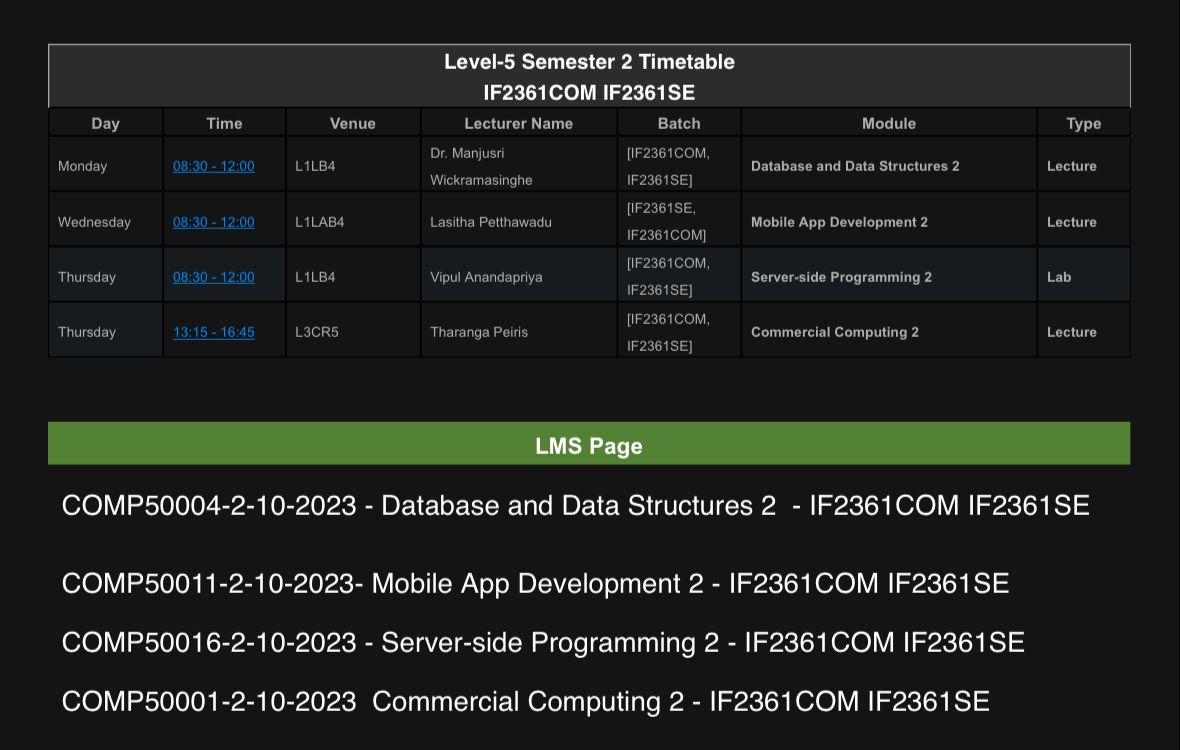 Level-5 Semester 2 Timetable
IF2361COM IF2361SE
Day Time Venue Lecturer Name Batch Module Type
Monday 08:30 - 12:00 L1LB4 Dr. Manjusri Wickramasinghe [IF2361COM, IF2361SE] Database and Data Structures 2 Lecture
Wednesday 08:30 - 12:00 L1LAB4 Lasitha Petthawadu [IF2361SE, IF2361COM] Mobile App Development 2 Lecture
Thursday 08:30 - 12:00 L1LB4 Vipul Anandapriya [IF2361COM, IF2361SE] Server-side Programming 2 Lab
Thursday 13:15 - 16:45 L3CR5 Tharanga Peiris [IF2361COM, IF2361SE] Commercial Computing 2 Lecture
LMS Page
COMP50004-2-10-2023 - Database and Data Structures 2  - IF2361COM IF2361SE
COMP50011-2-10-2023- Mobile App Development 2 - IF2361COM IF2361SE
COMP50016-2-10-2023 - Server-side Programming 2 - IF2361COM IF2361SE
COMP50001-2-10-2023  Commercial Computing 2 - IF2361COM IF2361SE